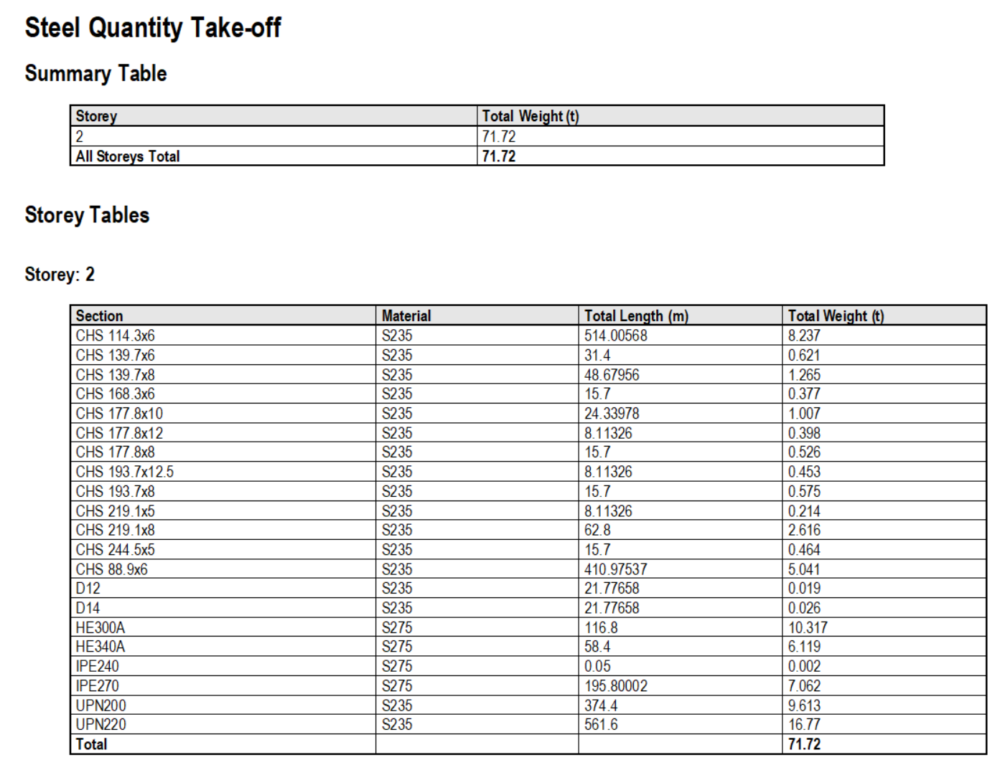 Steel Quantity Take-off
Summary Table
Storey Total Weight (t)
2 71.72
All Storeys Total 71.72
Storey Tables
Storey: 2
Section Material Total Length (m) Total Weight (t)
CHS 114.3x6 S235 514.00568 8.237
CHS 139.7x6 S235 31.4 0.621
CHS 139.7x8 S235 48.67956 1.265
CHS 168.3x6 S235 15.7 0.377
CHS 177.8x10 S235 24.33978 1.007
CHS 177.8x12 S235 8.11326 0.398
CHS 177.8x8 S235 15.7 0.526
CHS 193.7x12.5 S235 8.11326 0.453
CHS 193.7x8 S235 15.7 0.575
CHS 219.1x5 S235 8.11326 0.214
CHS 219.1x8 S235 62.8 2.616
CHS 244.5x5 S235 15.7 0.464
CHS 88.9x6 S235 410.97537 5.041
D12 S235 21.77658 0.019
D14 S235 21.77658 0.026
HE300A S275 116.8 10.317
HE340A S275 58.4 6.119
IPE240 S275 0.05 0.002
IPE270 S275 195.80002 7.062
UPN200 S235 374.4 9.613
UPN220 S235 561.6 16.77
Total 71.72